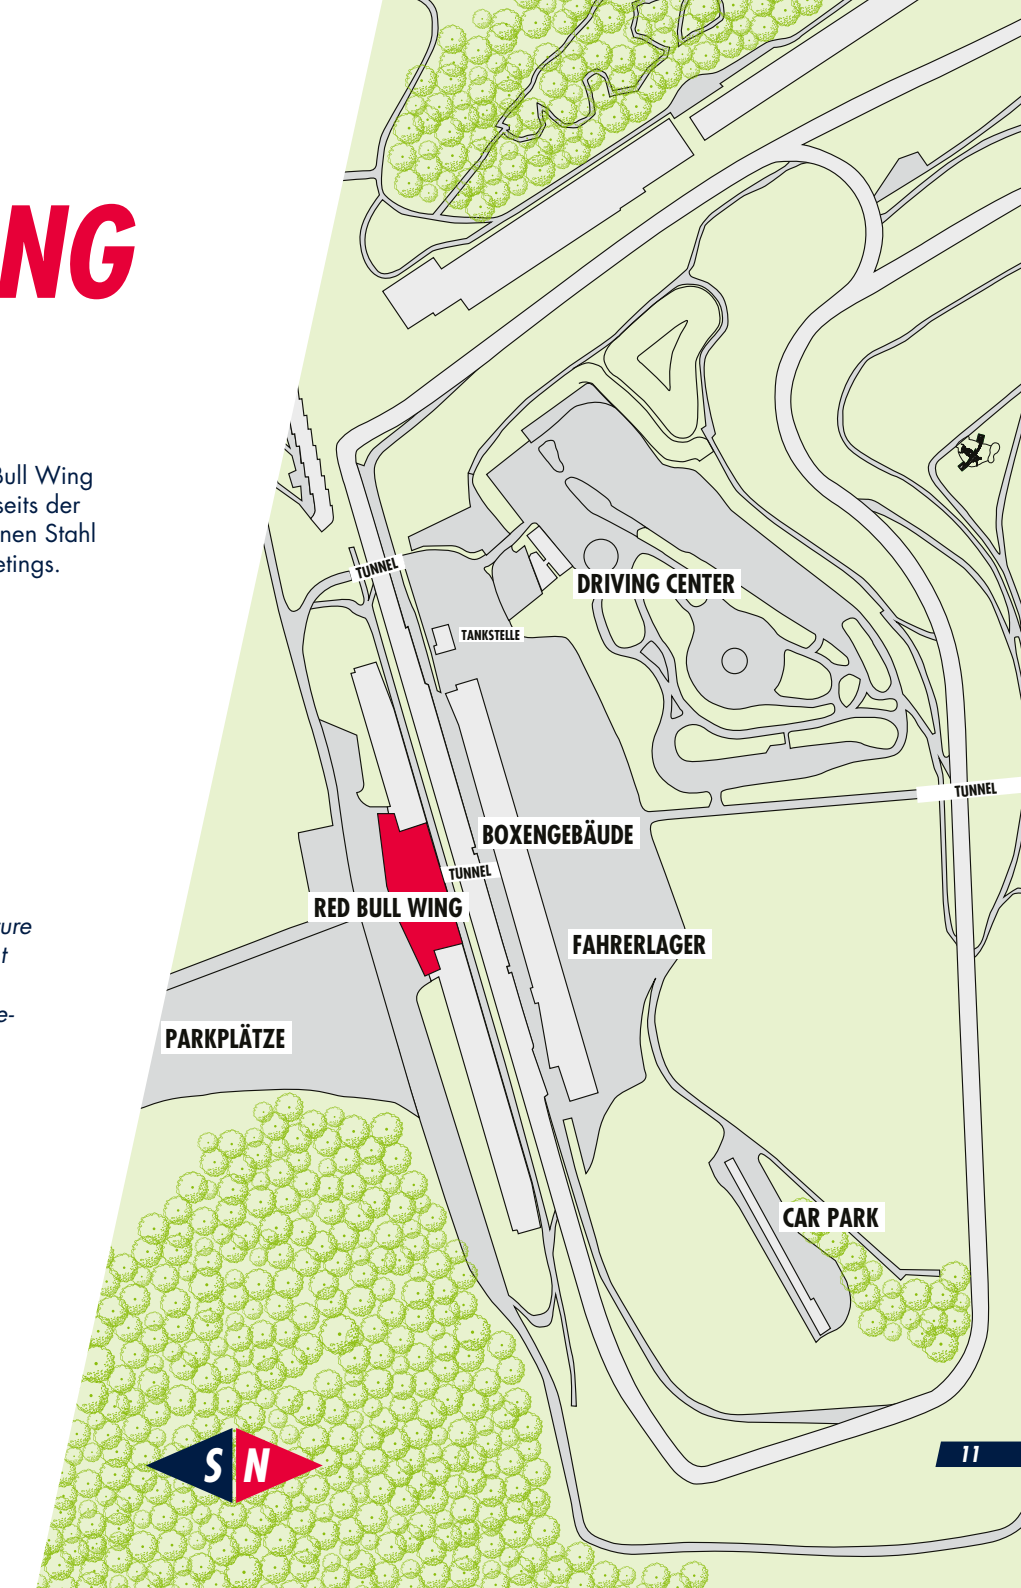 NG
Bull Wing
seits der
nen Stahl
etings.
TUNNEL
DRIVING CENTER
TANKSTELLE
TUNNEL
BOXENGEBÄUDE
TUNNEL
RED BULL WING
ture
FAHRERLAGER
t
e-
PARKPLÄTZE
CAR PARK
S N
11